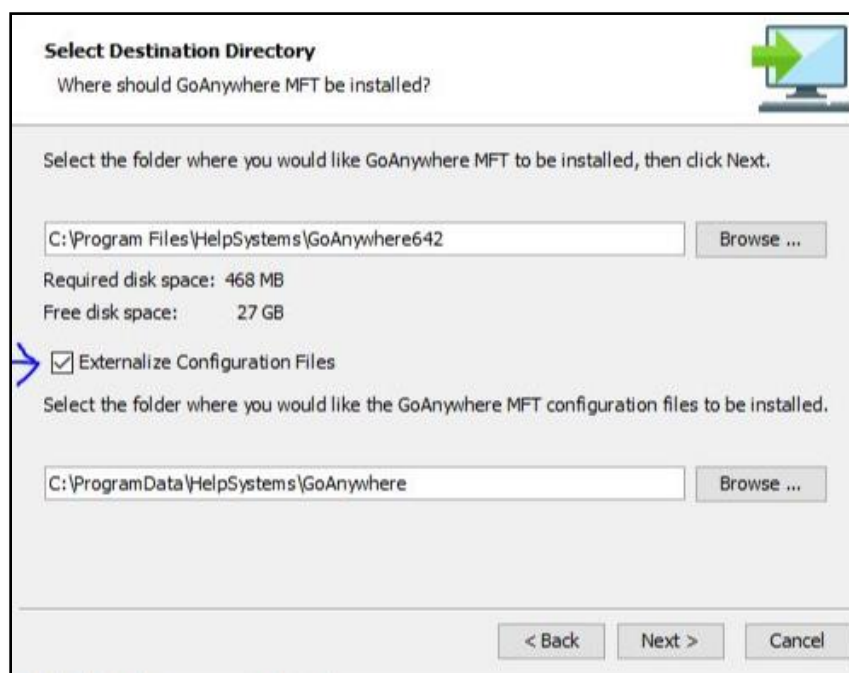 Select Destination Directory
Where should GoAnywhere MFT be installed?
Select the folder where you would like GoAnywhere MFT to be installed, then click Next.
C:\Program Files\HelpSystems\GoAnywhere642
Browse ...
Required disk space: 468 MB
Free disk space: 27 GB
Externalize Configuration Files
Select the folder where you would like the GoAnywhere MFT configuration files to be installed.
C:\ProgramData\HelpSystems\GoAnywhere
Browse ...
< Back Next > Cancel